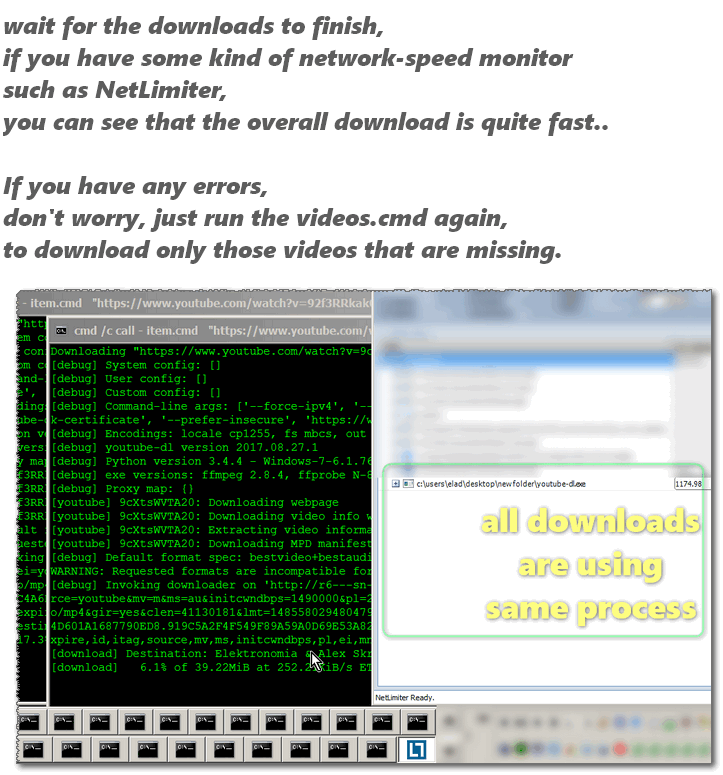 wait for the downloads to finish,
if you have some kind of network-speed monitor
such as NetLimiter,
you can see that the overall download is quite fast..
If you have any errors,
don't worry, just run the videos.cmd again,
to download only those videos that are missing.
- item.cmd "https://www.youtube.com/watch?v=92f3RRkak
cmd /c call - item.cmd "https://www.youtube.com/watch?v
Downloading "https://www.youtube.com/watch?v=9c
[debug] System config: []
[debug] User config: []
[debug] Custom config: []
[debug] Command-line args: ['--force-ipv4', '--
k-certificate', '--prefer-insecure', 'https://w
[debug] Encodings: locale cp1255, fs mbcs, out
[debug] youtube-dl version 2017.08.27.1
[debug] Python version 3.4.4 - Windows-7-6.1.76
[debug] exe versions: ffmpeg 2.8.4, ffprobe N-8
[debug] Proxy map: {}
[youtube] 9cXtsWVTA20: Downloading webpage
[youtube] 9cXtsWVTA20: Downloading video info w
[youtube] 9cXtsWVTA20: Extracting video informa
[youtube] 9cXtsWVTA20: Downloading MPD manifest
[debug] Default format spec: bestvideo+bestaudi
WARNING: Requested formats are incompatible for
[debug] Invoking downloader on 'http://r6---sn-
rce=youtube&mv=m&ms=au&initcwndbps=1490000&pl=2
o/mp4&gir=yes&clen=41130181&lmt=148558029480479
4D601A1687790ED8.919C5A2F4F549F89A59A0D69E53A82
xpire,id,itag,source,mv,ms,initcwndbps,pl,ei,mn
[download] Destination: Elektronomia & Alex Skr
[download] 6.1% of 39.22MiB at 252.2 KiB/s ET
c:\users\elad\desktop\newfolder\youtube-dl.exe 1174.98
all downloads
are using
same process
NetLimiter Ready.